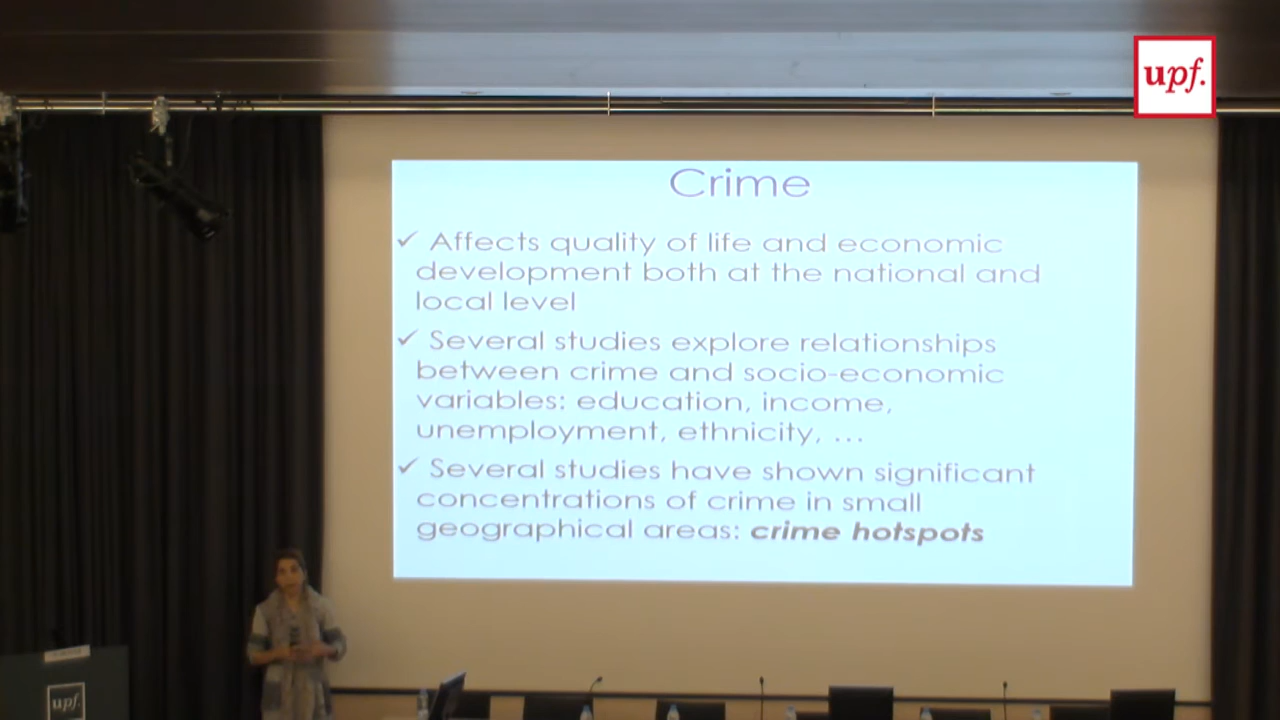 upf.
Crime
✓ Affects quality of life and economic
development both at the national and
local level
✓ Several studies explore relationships
between crime and socio-economic
variables: education, income,
unemployment, ethnicity, ...
✓ Several studies have shown significant
concentrations of crime in small
geographical areas: crime hotspots
upf.